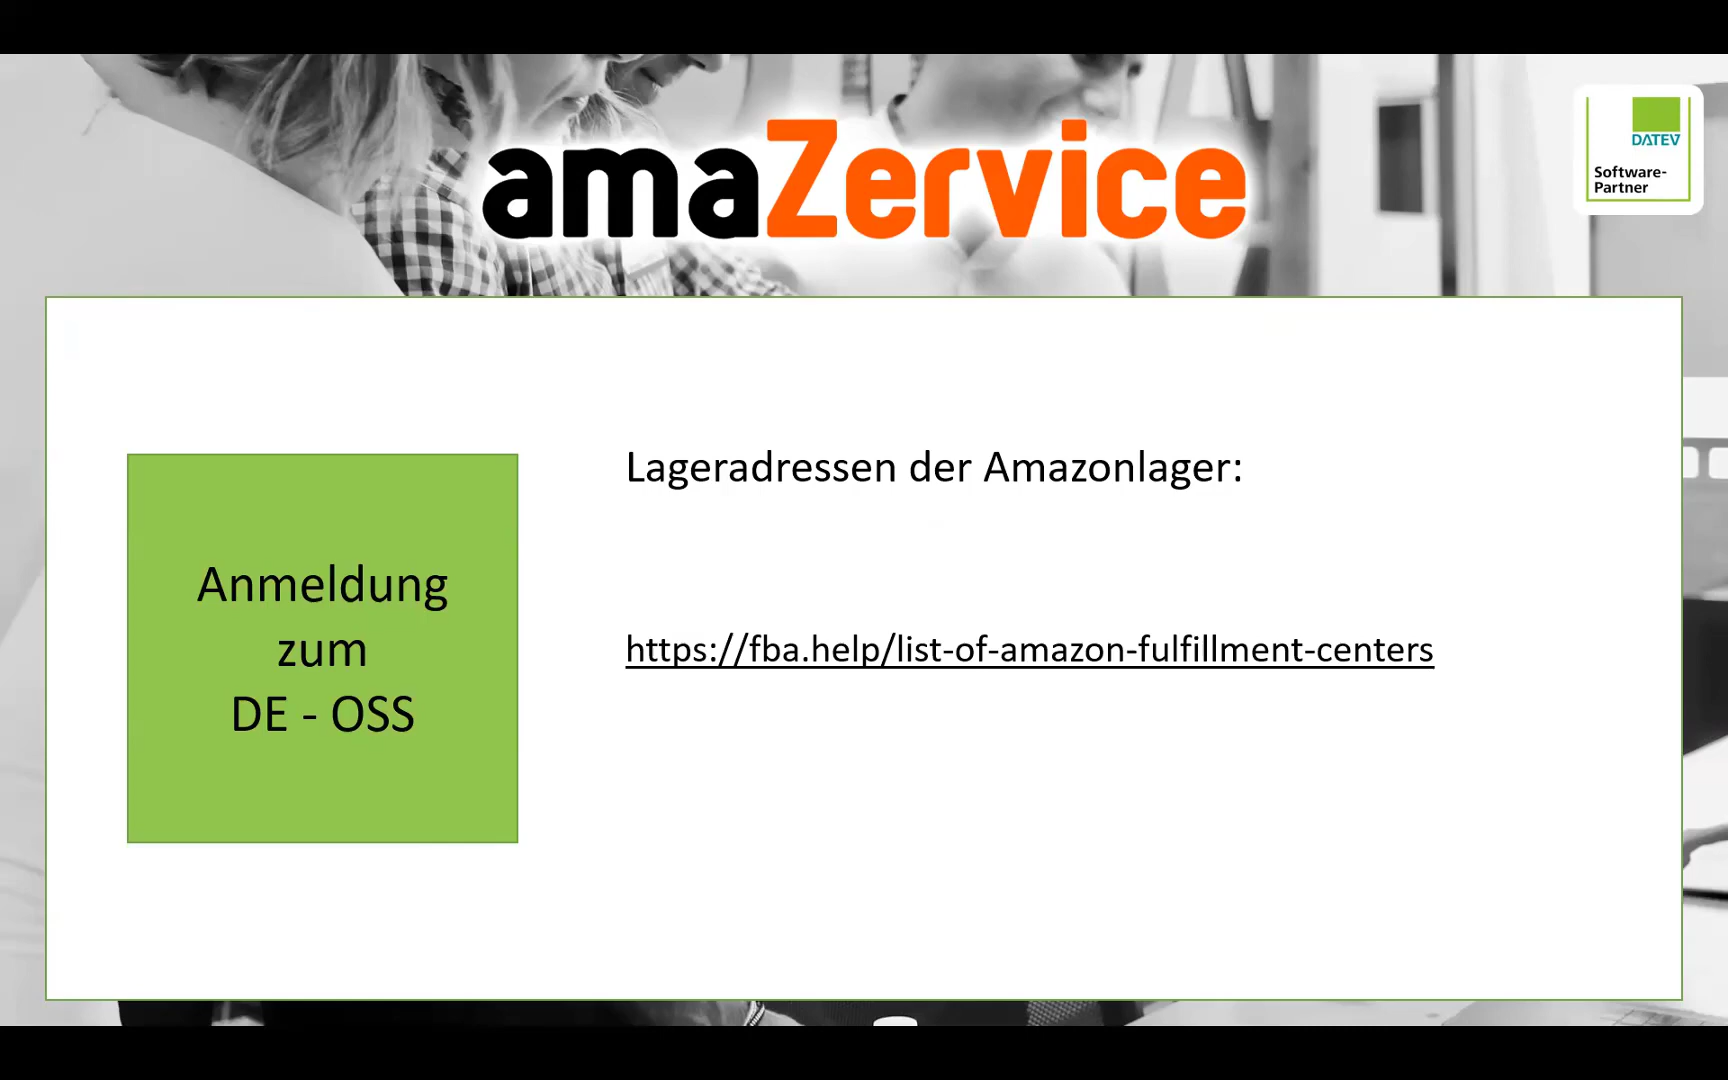 amaZervice
DATEV
Software-
Partner
Lageradressen der Amazonlager:
Anmeldung
zum
DE - OSS
https://fba.help/list-of-amazon-fulfillment-centers